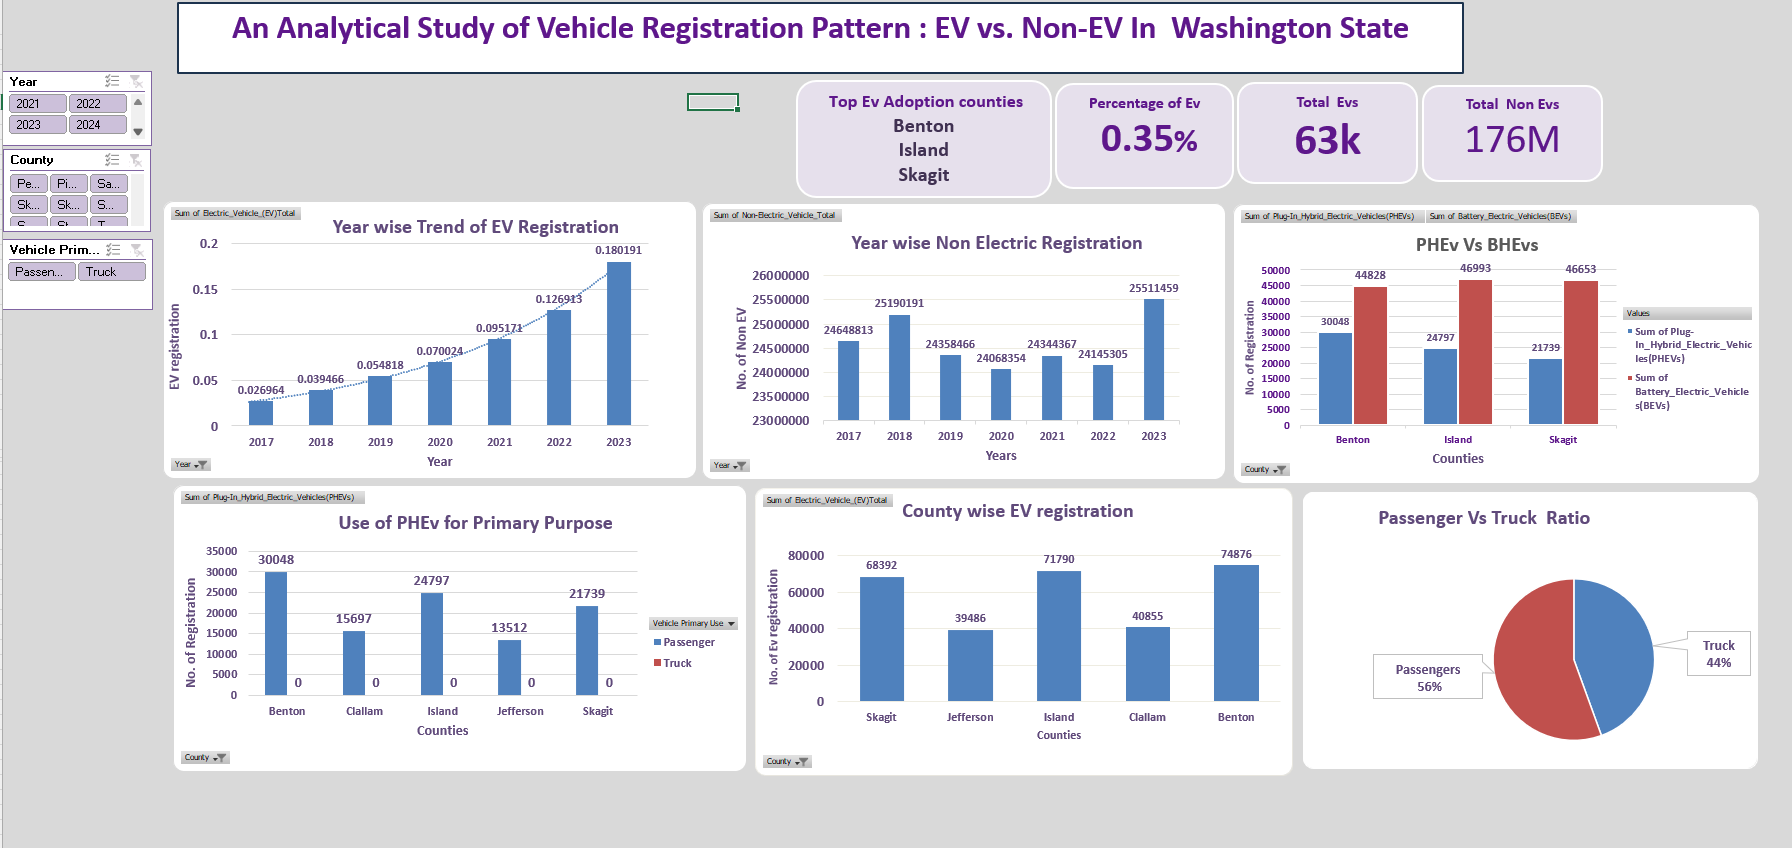 An Analytical Study of Vehicle Registration Pattern : EV vs. Non-EV In Washington State
Year
2021 2022
2023 2024
County
Pe... Pi... Sa...
Sk... Sk... S...
Vehicle Prim...
Passen... Truck
Top Ev Adoption counties
Benton
Island
Skagit
Percentage of Ev
0.35%
Total Evs
63k
Total Non Evs
176M
Sum of Electric_Vehicle_(EV)Total
Year wise Trend of EV Registration
EV registration
0.2
0.15
0.1
0.05
0
0.026964
0.039466
0.054818
0.070024
0.095171
0.126913
0.180191
2017 2018 2019 2020 2021 2022 2023
Year
Year
Sum of Non-Electric_Vehicle_Total
Year wise Non Electric Registration
No. of Non EV
26000000
25500000
25000000
24500000
24000000
23500000
23000000
24648813
25190191
24358466
24068354
24344367
24145305
25511459
2017 2018 2019 2020 2021 2022 2023
Years
Year
Sum of Plug-In_Hybrid_Electric_Vehicles(PHEVs) Sum of Battery_Electric_Vehicles(BEVs)
PHEv Vs BHEvs
No. of Registration
50000
45000
40000
35000
30000
25000
20000
15000
10000
5000
0
30048
44828
24797
46993
21739
46653
Benton Island Skagit
Counties
County
Values
Sum of Plug-
In_Hybrid_Electric_Vehic
les(PHEVs)
Sum of
Battery_Electric_Vehicle
s(BEVs)
Sum of Plug-In_Hybrid_Electric_Vehicles(PHEVs)
Use of PHEv for Primary Purpose
No. of Registration
35000
30000
25000
20000
15000
10000
5000
0
30048
0
15697
0
24797
0
13512
0
21739
0
Benton Clallam Island Jefferson Skagit
Counties
County
Vehicle Primary Use
Passenger
Truck
Sum of Electric_Vehicle_(EV)Total
County wise EV registration
No. of Ev registration
80000
60000
40000
20000
0
68392
39486
71790
40855
74876
Skagit Jefferson Island Clallam Benton
Counties
County
Passenger Vs Truck Ratio
Truck
44%
Passengers
56%